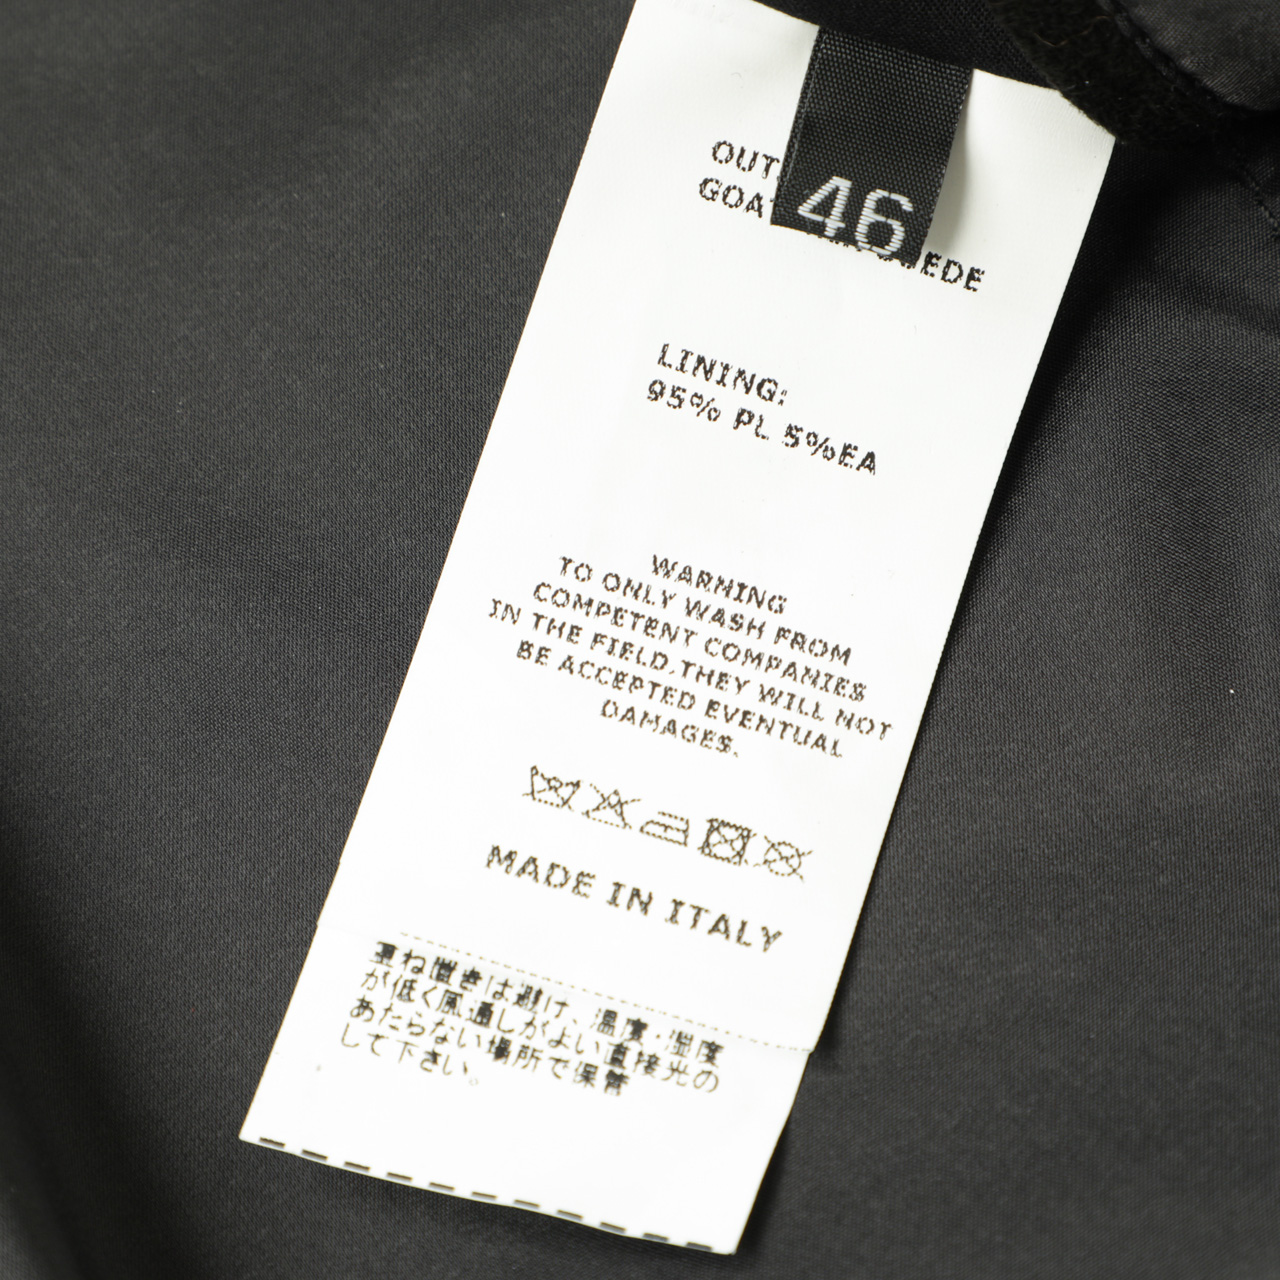 46
OUT
GOA
EDE
LINING:
95% PL 5%EA
WARNING
TO ONLY WASH FROM
COMPETENT COMPANIES
IN THE FIELD.THEY WILL NOT
BE ACCEPTED EVENTUAL
DAMAGES.
MADE IN ITALY
重ね置きは避け、温度・湿度
が低く風通しがよい直接光の
あたらない場所で保管
して下さい。